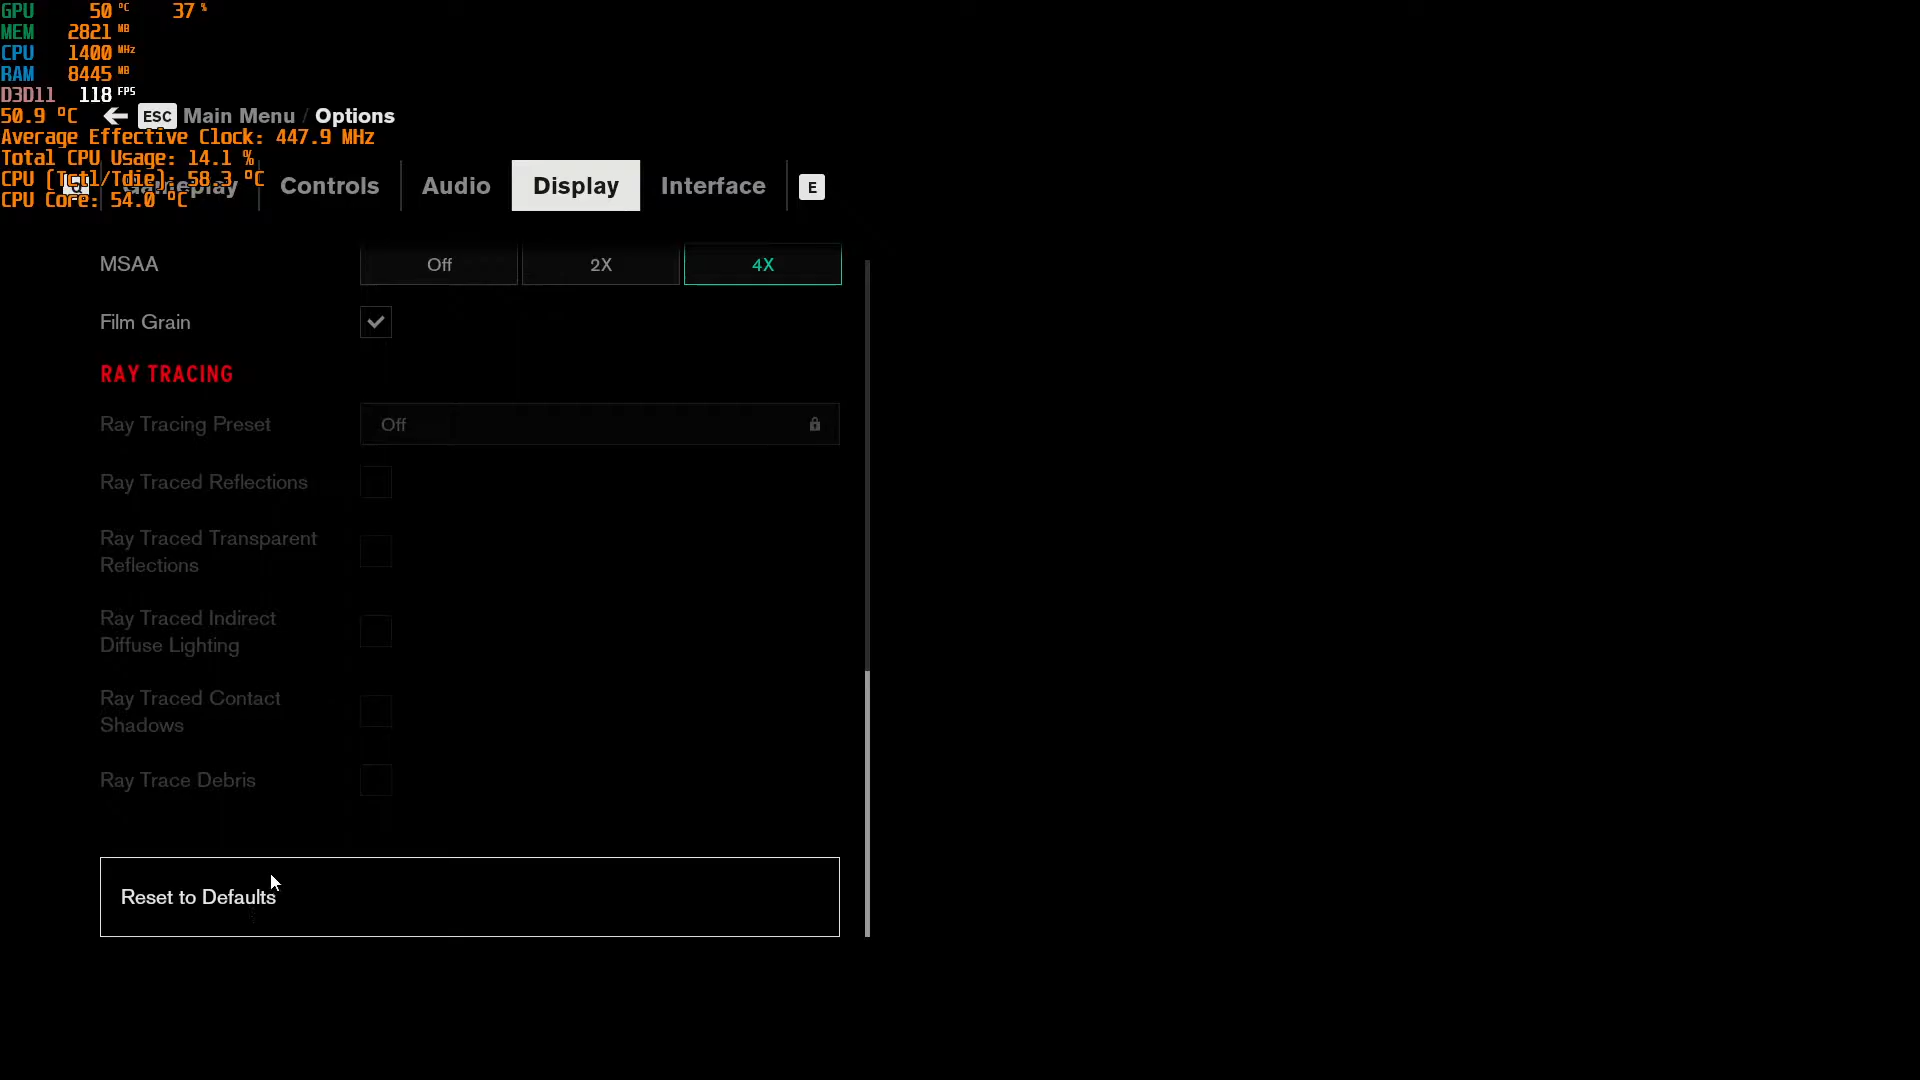 GPU 50 °C 37 %
MEM 2821 MB
CPU 1400 MHz
RAM 8445 MB
D3D11 118 FPS
50.9 °C
ESC Main Menu / Options
Average Effective Clock: 447.9 MHz
Total CPU Usage: 14.1 %
CPU [Tctl/Tdie]: 58.3 °C
Q Gameplay Controls Audio Display Interface E
CPU Core: 54.0 °C
MSAA Off 2X 4X
Film Grain
RAY TRACING
Ray Tracing Preset Off
Ray Traced Reflections
Ray Traced Transparent
Reflections
Ray Traced Indirect
Diffuse Lighting
Ray Traced Contact
Shadows
Ray Trace Debris
Reset to Defaults